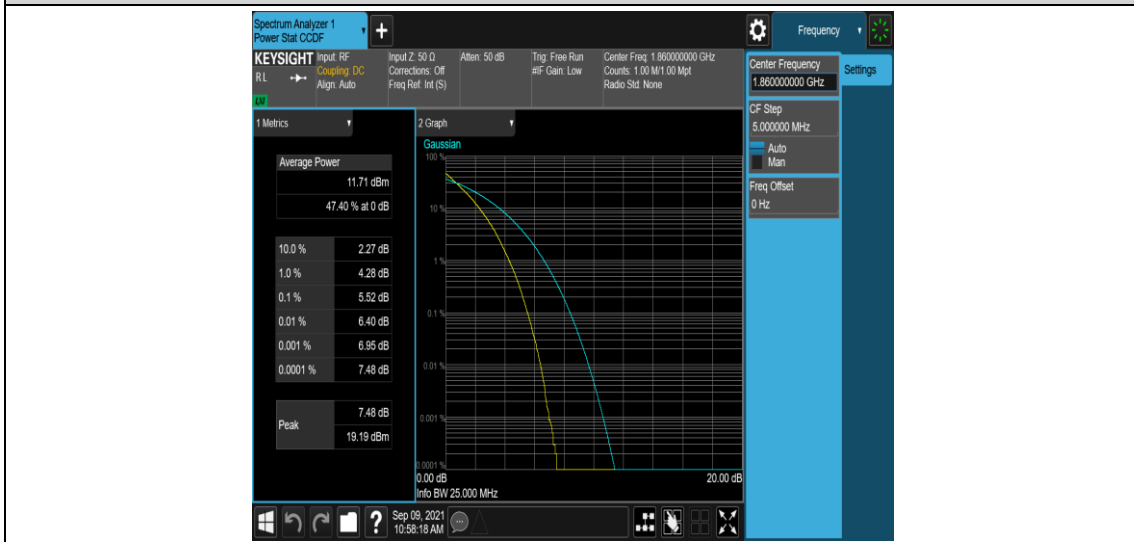 Spectrum Analyzer 1
Power Stat CCDF
+
Frequency
KEYSIGHT
RL
LXI
Input: RF
Coupling: DC
Align: Auto
Input Z: 50 Ω
Corrections: Off
Freq Ref: Int (S)
Atten: 50 dB
Trig: Free Run
#IF Gain: Low
Center Freq: 1.860000000 GHz
Counts: 1.00 M/1.00 Mpt
Radio Std: None
Center Frequency
1.860000000 GHz
Settings
CF Step
5.000000 MHz
Auto
Man
Freq Offset
0 Hz
1 Metrics
Average Power
11.71 dBm
47.40 % at 0 dB
10.0 % 2.27 dB
1.0 % 4.28 dB
0.1 % 5.52 dB
0.01 % 6.40 dB
0.001 % 6.95 dB
0.0001 % 7.48 dB
Peak
7.48 dB
19.19 dBm
2 Graph
Gaussian
100 %
10 %
1 %
0.1 %
0.01 %
0.001 %
0.0001 %
0.00 dB 20.00 dB
Info BW 25.000 MHz
?
Sep 09, 2021
10:58:18 AM